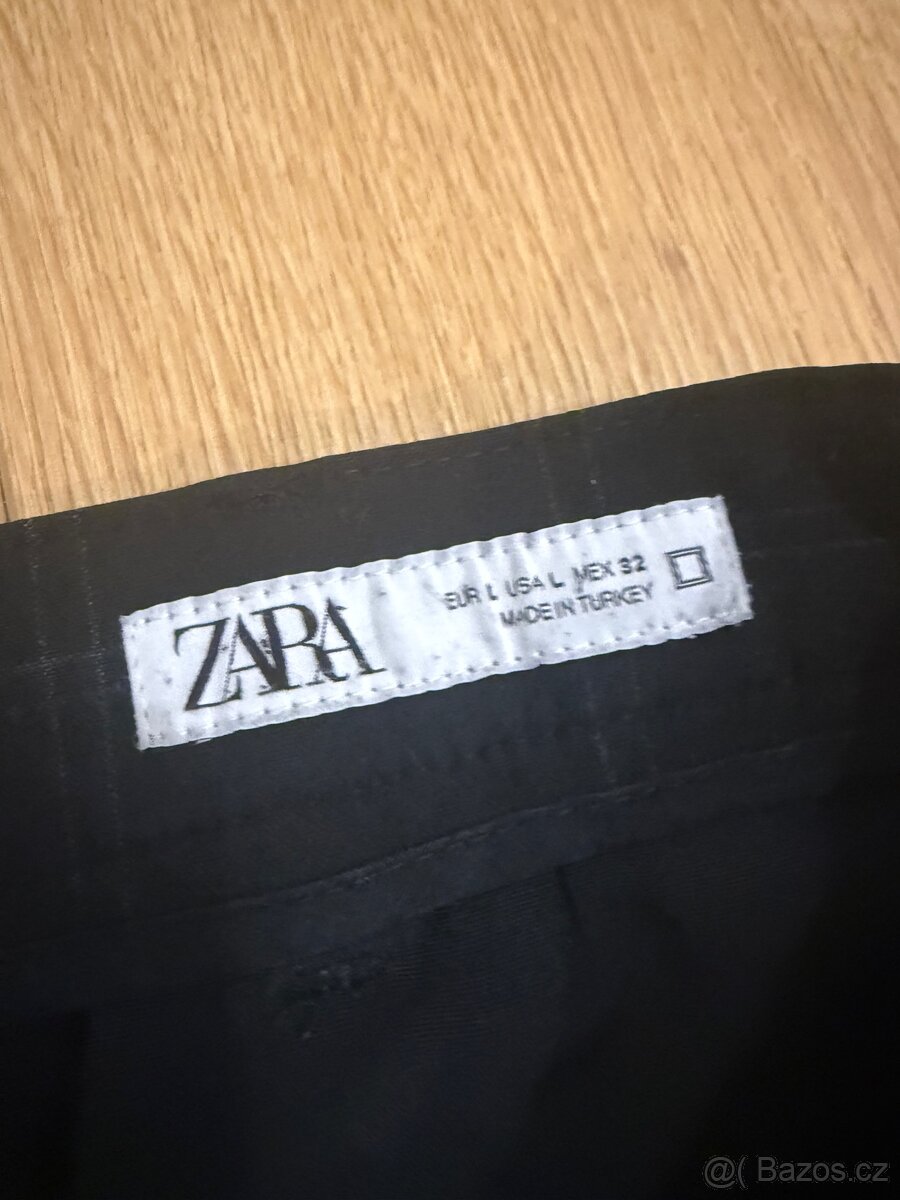 ZARA
EUR L USA L MEX 32
MADE IN TURKEY
@( Bazos.cz